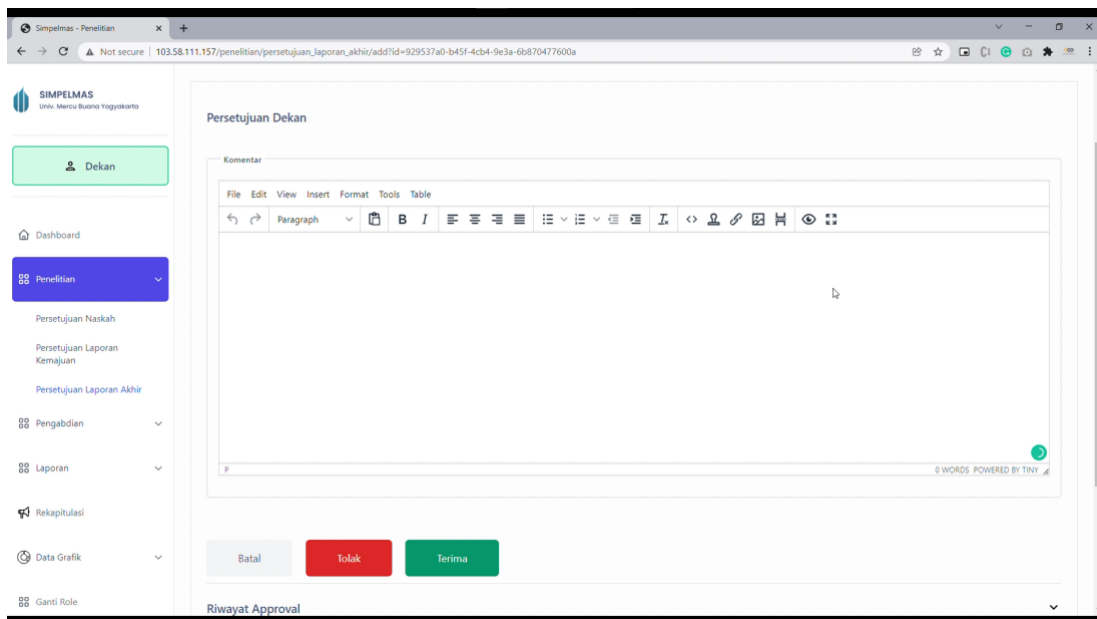 Simpelmas - Penelitian
Not secure | 103.58.111.157/penelitian/persetujuan_laporan_akhir/add?id=929537a0-b45f-4cb4-9e3a-6b870477600a
SIMPELMAS
Univ. Mercu Buana Yogyakarta
Dekan
Dashboard
Penelitian
Persetujuan Naskah
Persetujuan Laporan
Kemajuan
Persetujuan Laporan Akhir
Pengabdian
Laporan
Rekapitulasi
Data Grafik
Ganti Role
Persetujuan Dekan
Komentar
File Edit View Insert Format Tools Table
Paragraph
P
0 WORDS POWERED BY TINY
Batal
Tolak
Terima
Riwayat Approval